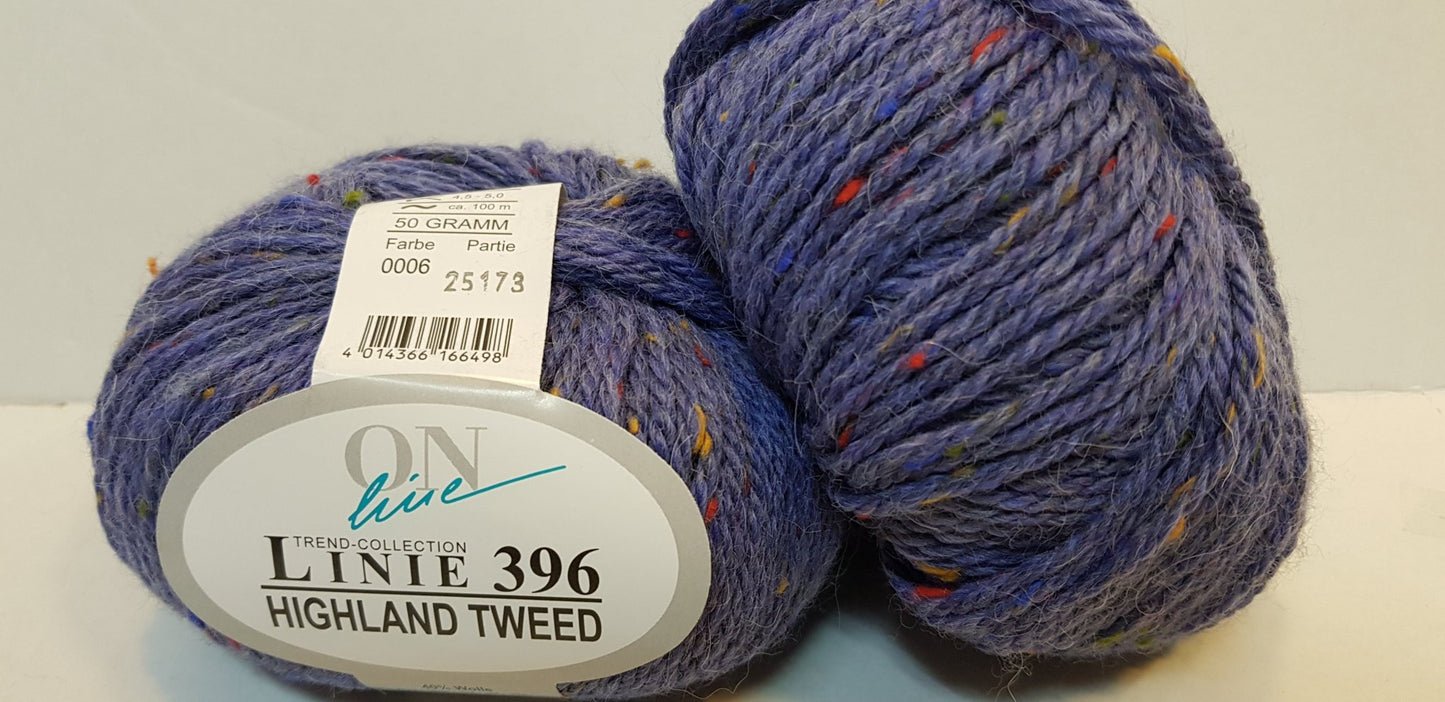 4,5 - 5,0
ca. 100 m
50 GRAMM
Farbe Partie
0006 25173
4 014366 166498
ON
line
TREND-COLLECTION
LINIE 396
HIGHLAND TWEED